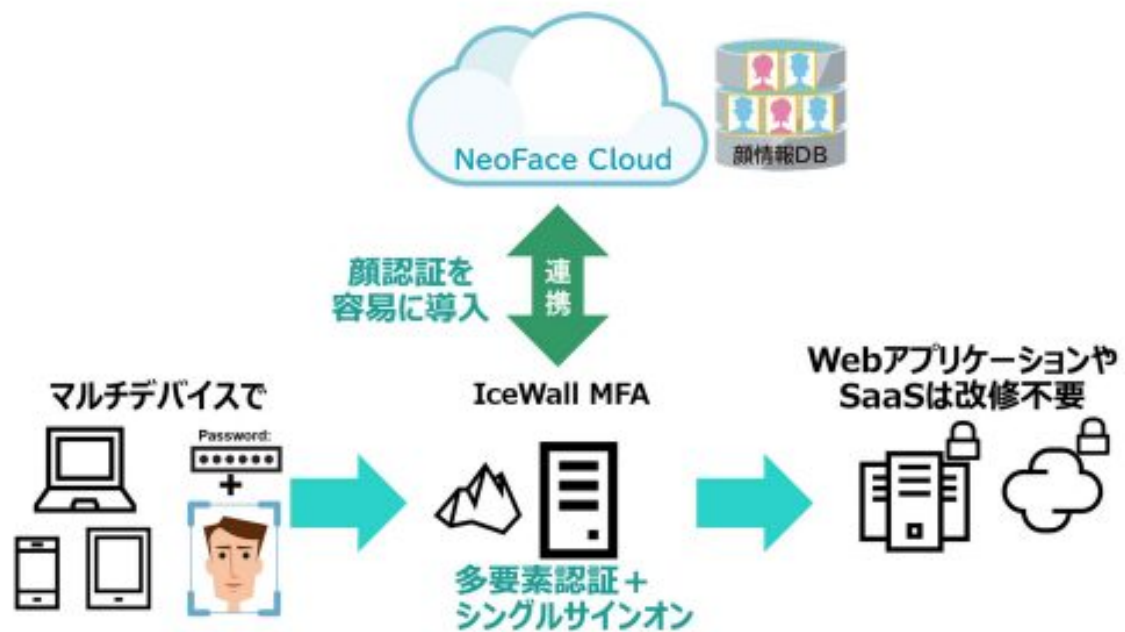 NeoFace Cloud
顔情報DB
顔認証を
容易に導入
連
携
マルチデバイスで
Password:
IceWall MFA
多要素認証＋
シングルサインオン
Webアプリケーションや
SaaSは改修不要